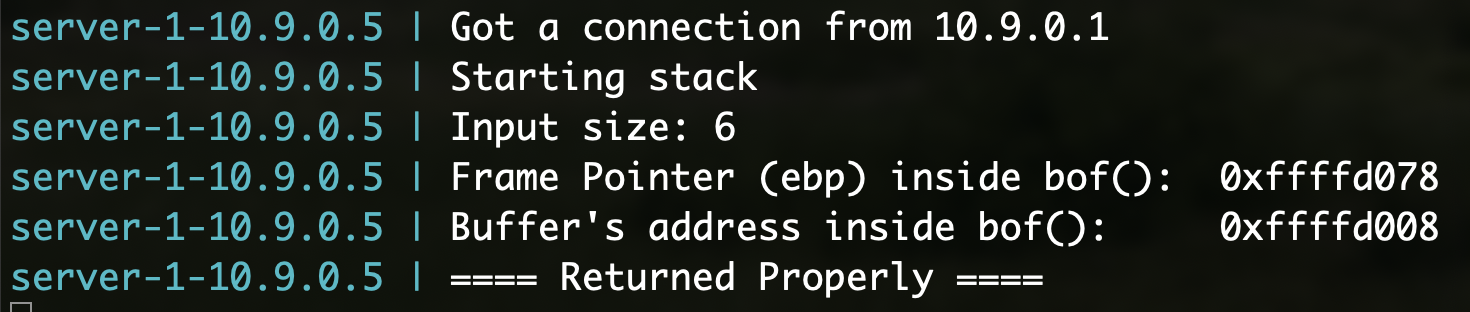 server-1-10.9.0.5 | Got a connection from 10.9.0.1
server-1-10.9.0.5 | Starting stack
server-1-10.9.0.5 | Input size: 6
server-1-10.9.0.5 | Frame Pointer (ebp) inside bof():  0xffffd078
server-1-10.9.0.5 | Buffer's address inside bof():     0xffffd008
server-1-10.9.0.5 | ==== Returned Properly ====